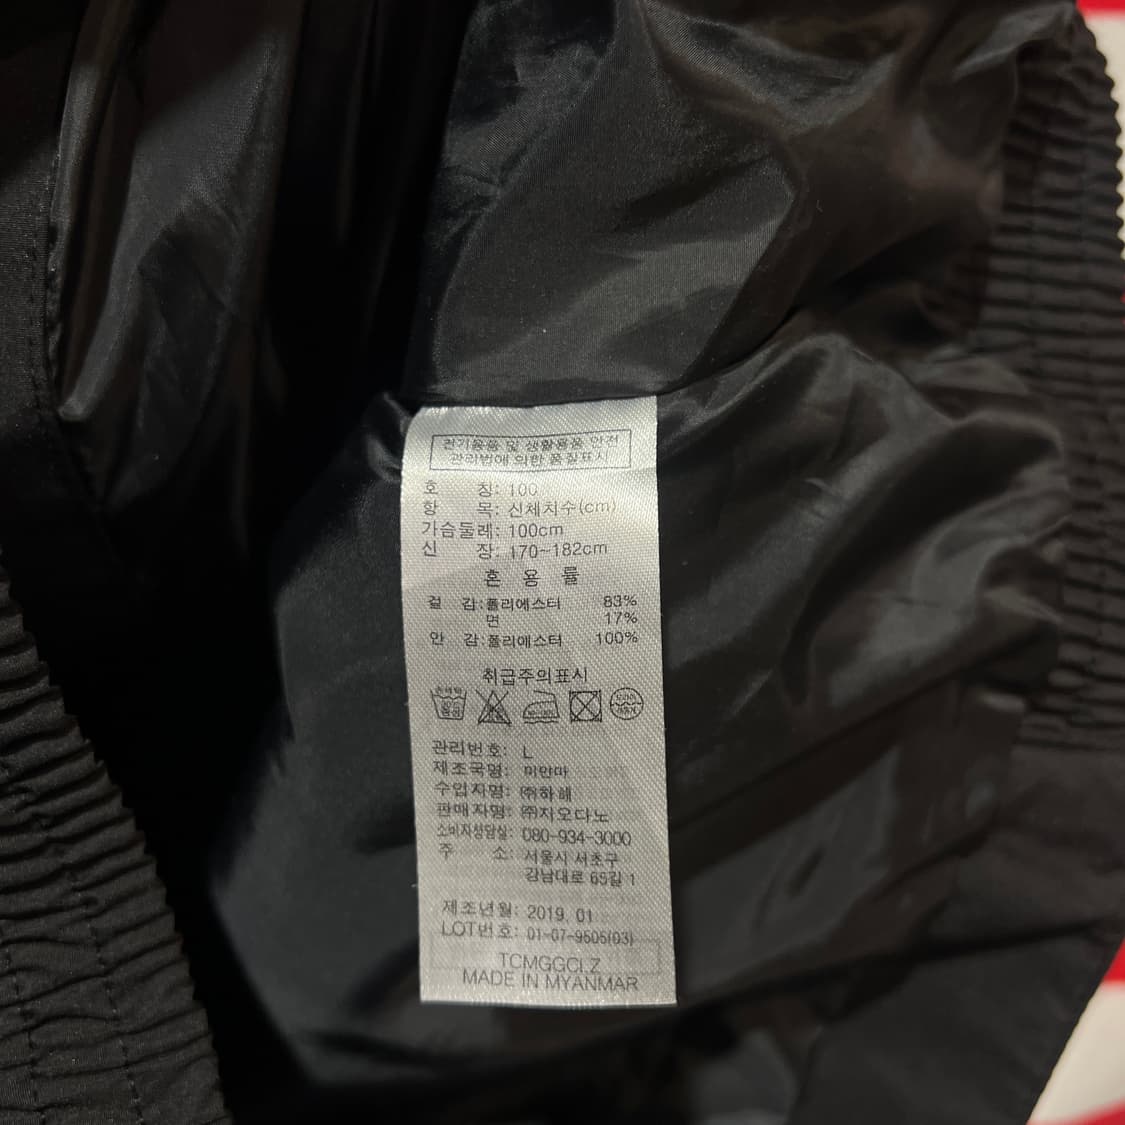 전기용품 및 생활용품 안전
관리법에 의한 품질표시
호 칭: 100
항 목: 신체치수(cm)
가슴둘레: 100cm
신 장: 170~182cm
혼 용 률
겉 감:폴리에스터 83%
면 17%
안 감:폴리에스터 100%
취급주의표시
관리번호: L
제조국명: 미얀마
수입자명: ㈜하해
판매자명: ㈜지오다노
소비자상담실: 080-934-3000
주 소: 서울시 서초구
강남대로 65길 1
제조년월: 2019. 01
LOT번호: 01-07-9505(03)
TCMGGCLZ
MADE IN MYANMAR